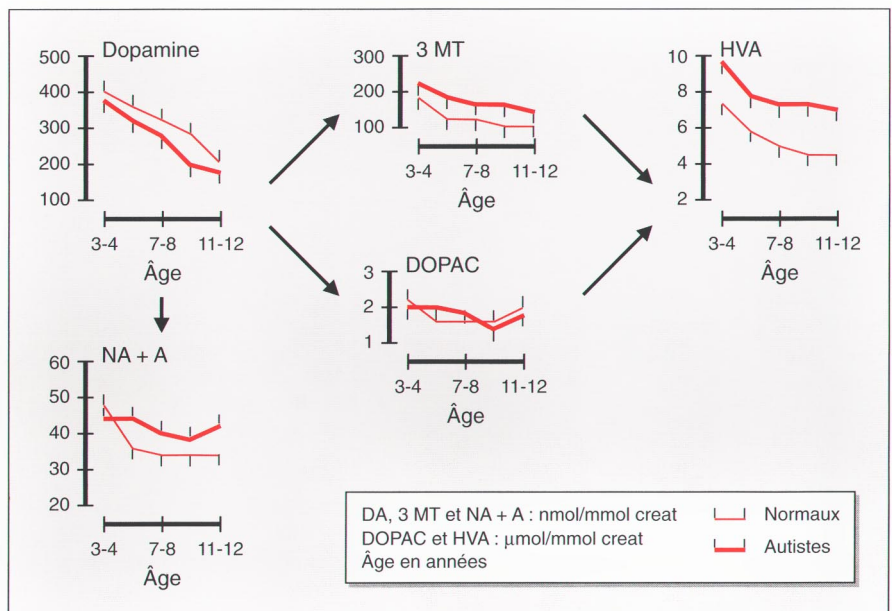 Dopamine
500
400
300
200
100
3-4 7-8 11-12
Âge
3 MT
300
200
100
3-4 7-8 11-12
Âge
HVA
10
8
6
4
2
3-4 7-8 11-12
Âge
DOPAC
3
2
1
3-4 7-8 11-12
Âge
NA + A
60
50
40
30
20
3-4 7-8 11-12
Âge
DA, 3 MT et NA + A : nmol/mmol creat
DOPAC et HVA : μmol/mmol creat
Âge en années
Normaux
Autistes